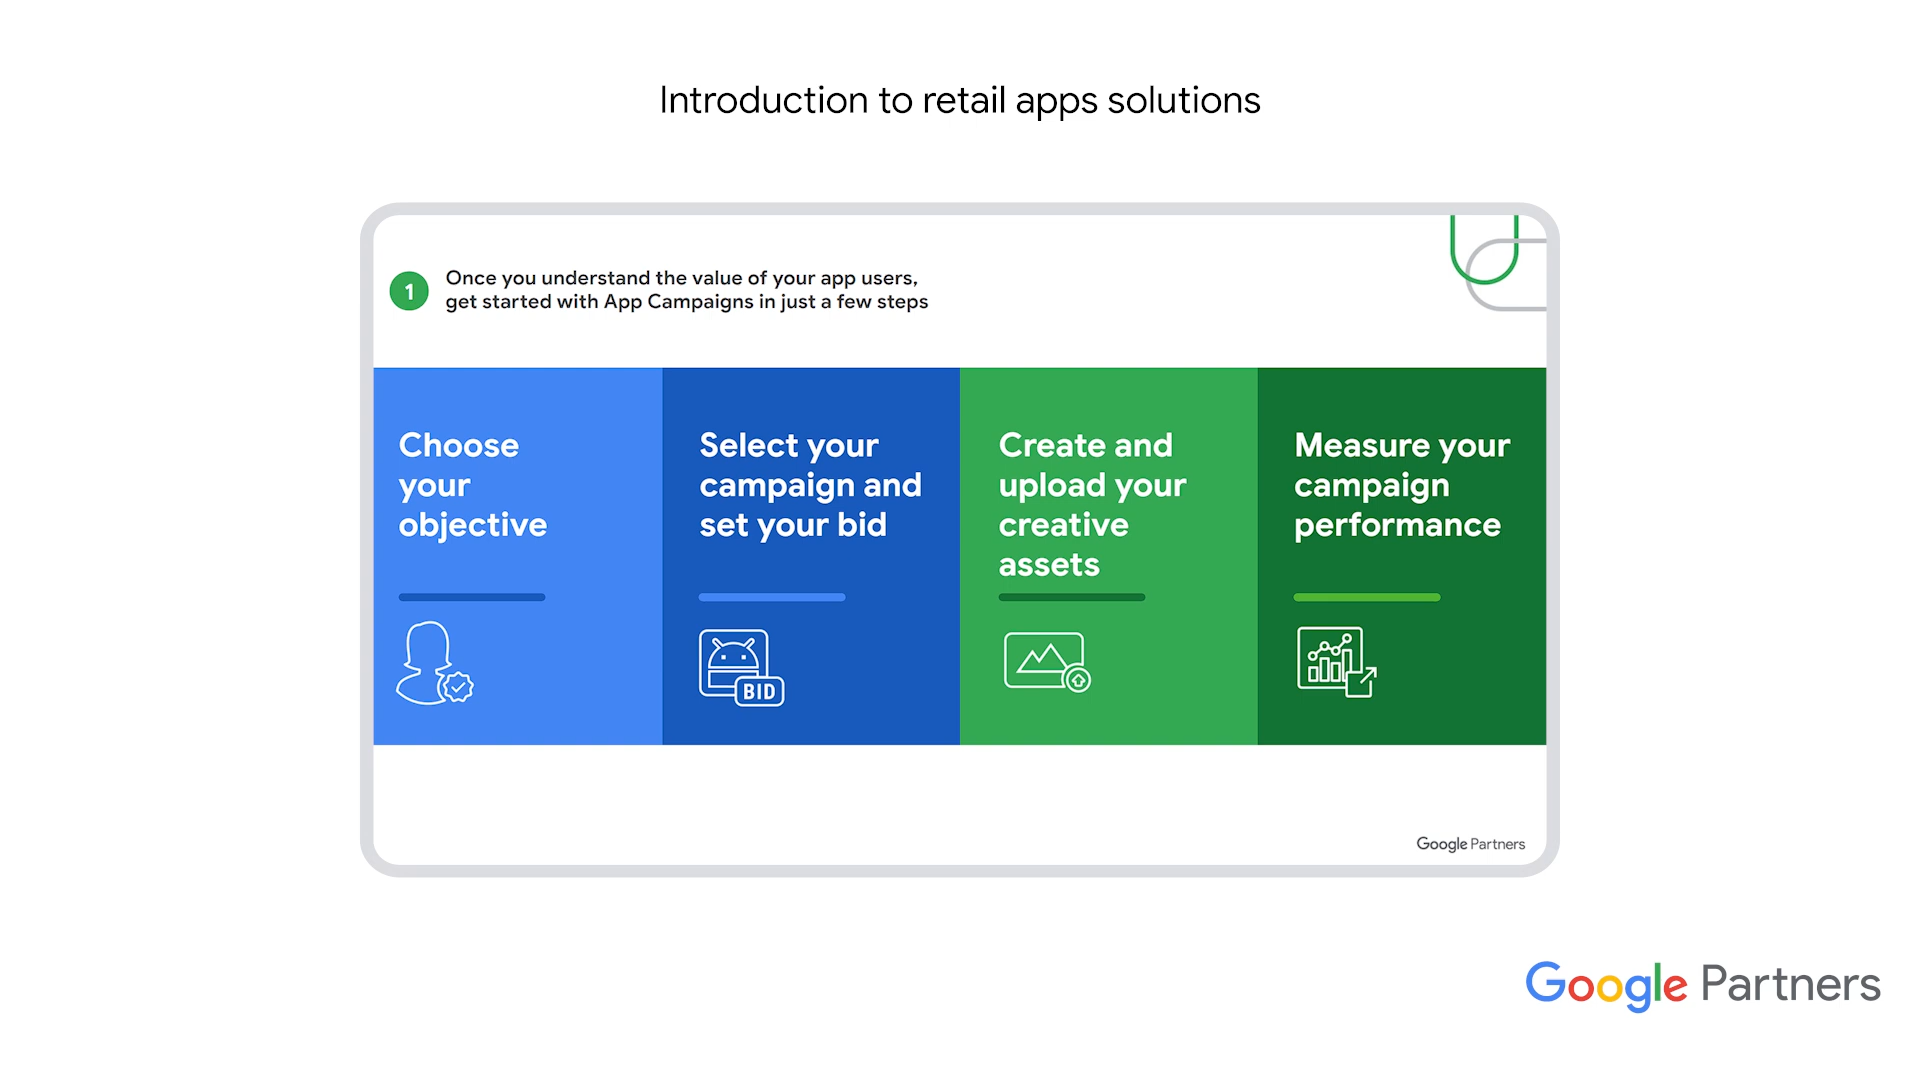 Introduction to retail apps solutions
1
Once you understand the value of your app users,
get started with App Campaigns in just a few steps
Choose
your
objective
Select your
campaign and
set your bid
BID
Create and
upload your
creative
assets
Measure your
campaign
performance
Google Partners
Google Partners